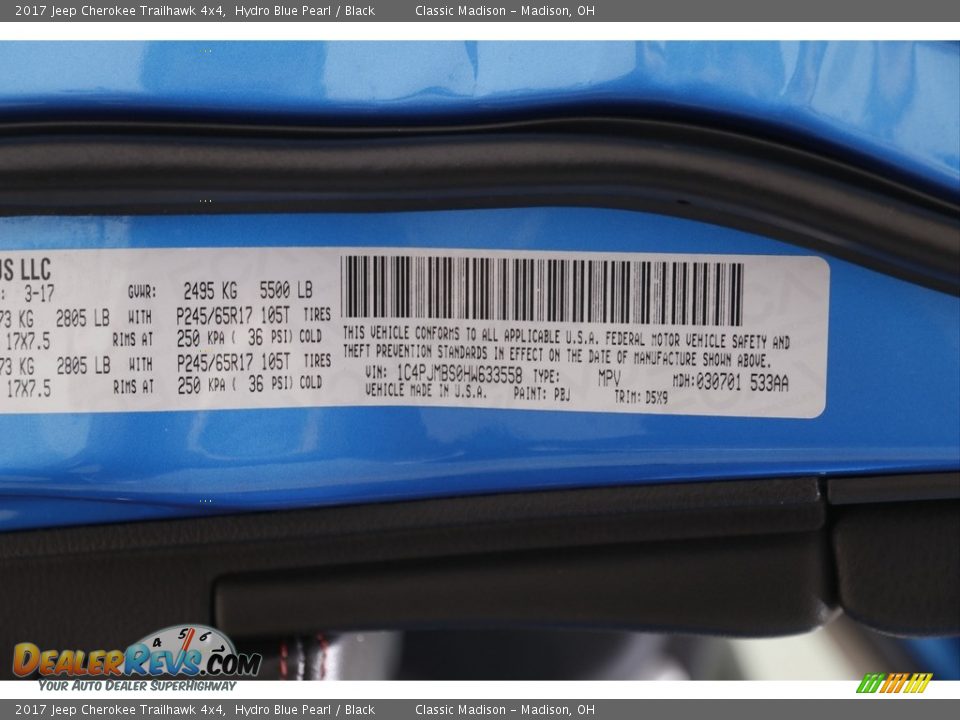 2017 Jeep Cherokee Trailhawk 4x4, Hydro Blue Pearl / Black Classic Madison – Madison, OH
US LLC
: 3-17 GVWR: 2495 KG 5500 LB
73 KG 2805 LB WITH P245/65R17 105T TIRES
17X7.5 RIMS AT 250 KPA ( 36 PSI) COLD
73 KG 2805 LB WITH P245/65R17 105T TIRES
17X7.5 RIMS AT 250 KPA ( 36 PSI) COLD
THIS VEHICLE CONFORMS TO ALL APPLICABLE U.S.A. FEDERAL MOTOR VEHICLE SAFETY AND
THEFT PREVENTION STANDARDS IN EFFECT ON THE DATE OF MANUFACTURE SHOWN ABOVE.
VIN: 1C4PJMBS0HW633558 TYPE: MPV MDH: 030701 533AA
VEHICLE MADE IN U.S.A. PAINT: PBJ TRIM: D5X9
4 5 6
DealerRevs.com
Your Auto Dealer SuperHighway
2017 Jeep Cherokee Trailhawk 4x4, Hydro Blue Pearl / Black Classic Madison – Madison, OH